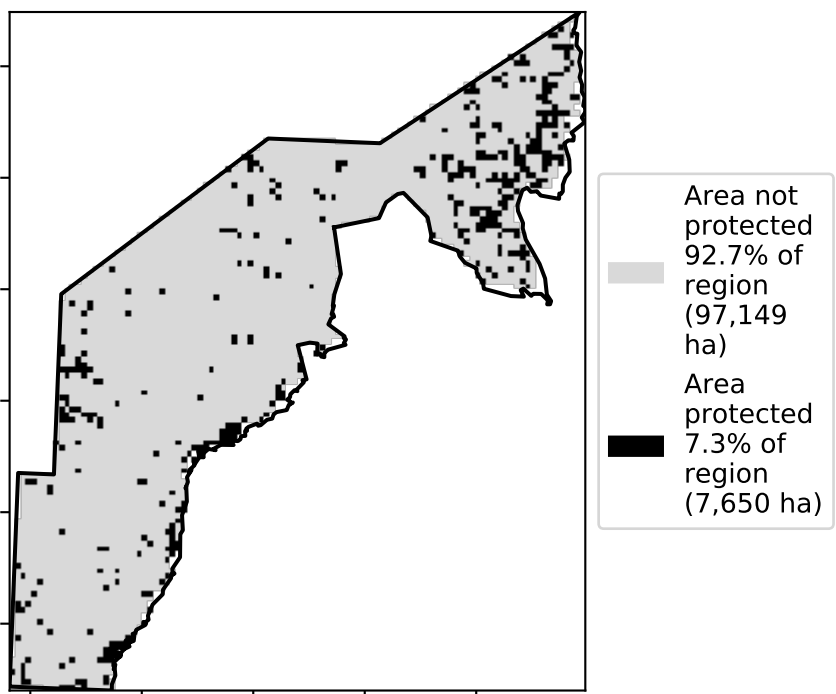 Area not
protected
92.7% of
region
(97,149
ha)
Area
protected
7.3% of
region
(7,650 ha)